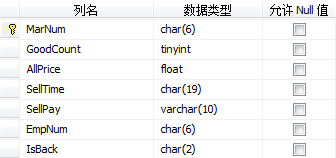 列名 数据类型 允许 Null 值
MarNum char(6)
GoodCount tinyint
AllPrice float
SellTime char(19)
SellPay varchar(10)
EmpNum char(6)
IsBack char(2)